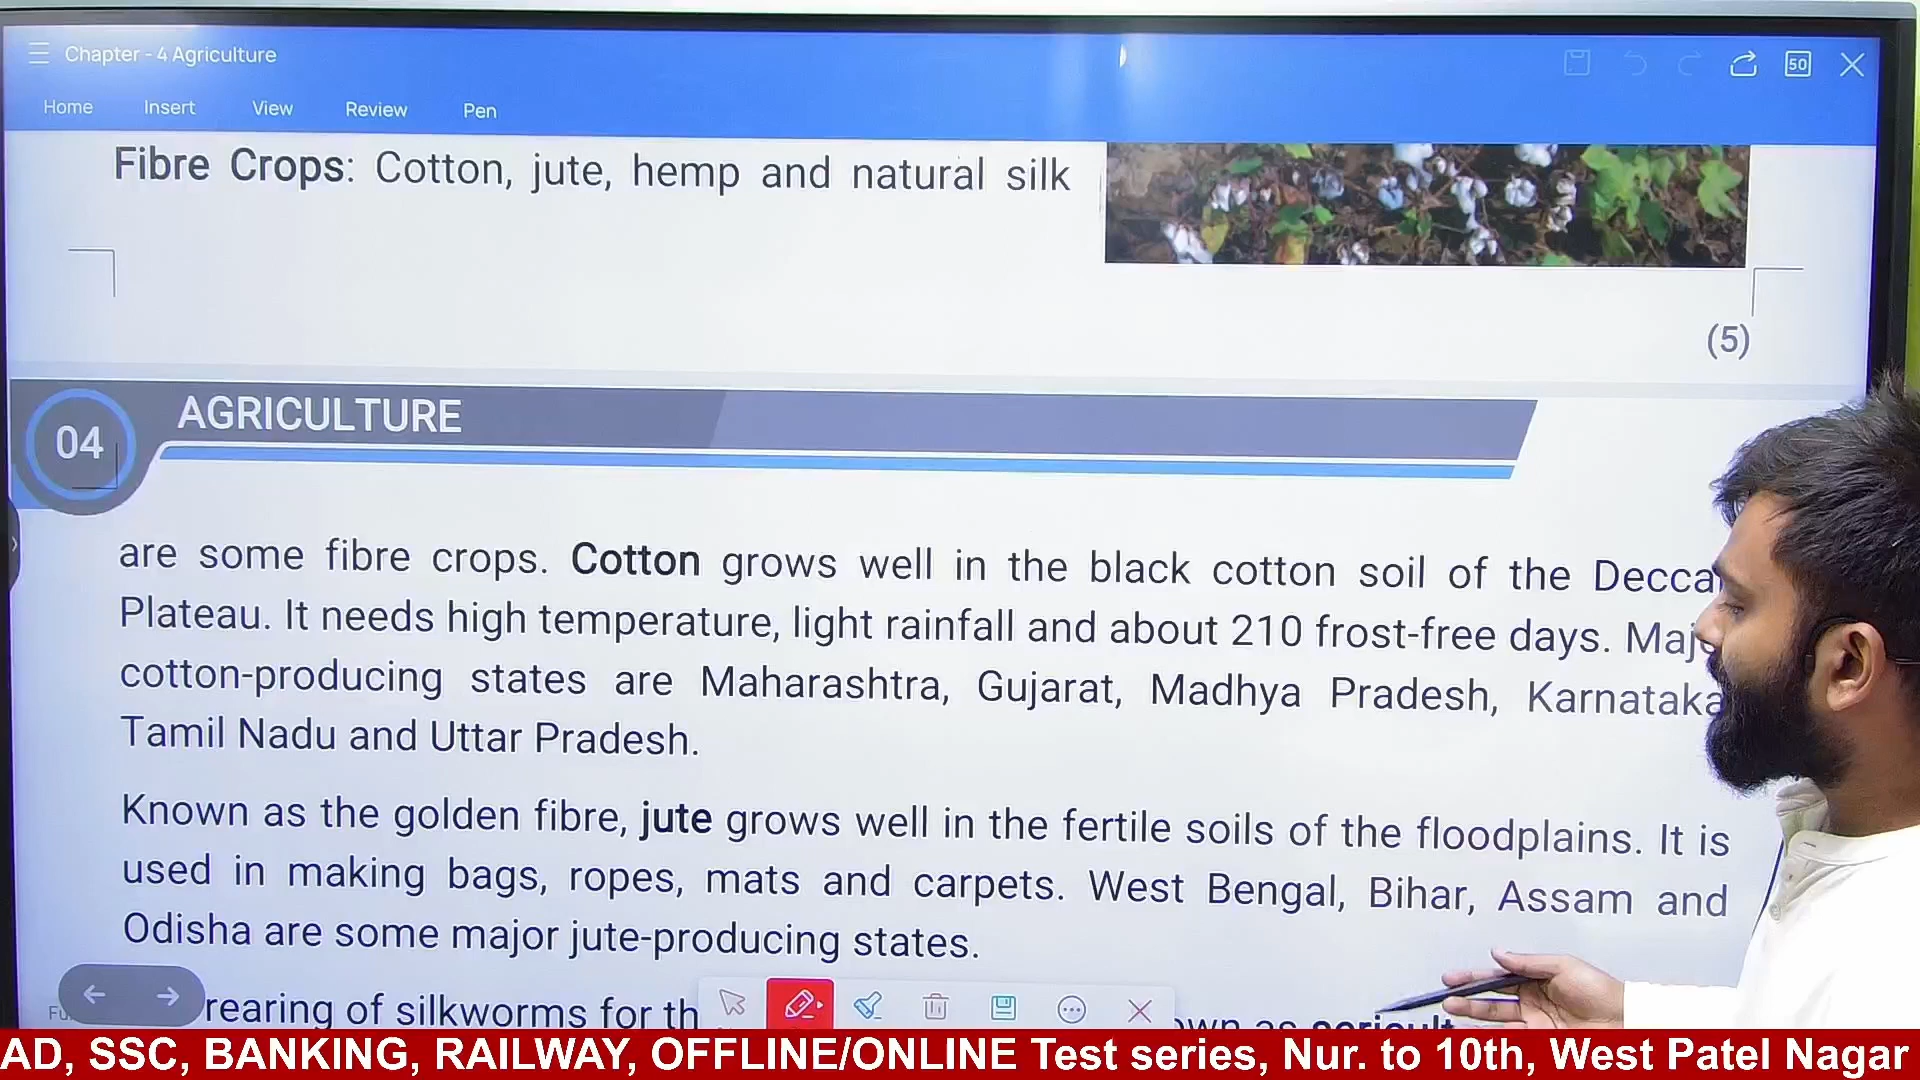 Chapter - 4 Agriculture
50
Home Insert View Review Pen
Fibre Crops: Cotton, jute, hemp and natural silk
(5)
04 AGRICULTURE
are some fibre crops. Cotton grows well in the black cotton soil of the Decca
Plateau. It needs high temperature, light rainfall and about 210 frost-free days. Maj
cotton-producing states are Maharashtra, Gujarat, Madhya Pradesh, Karnataka
Tamil Nadu and Uttar Pradesh.
Known as the golden fibre, jute grows well in the fertile soils of the floodplains. It is
used in making bags, ropes, mats and carpets. West Bengal, Bihar, Assam and
Odisha are some major jute-producing states.
rearing of silkworms for th
AD, SSC, BANKING, RAILWAY, OFFLINE/ONLINE Test series, Nur. to 10th, West Patel Nagar